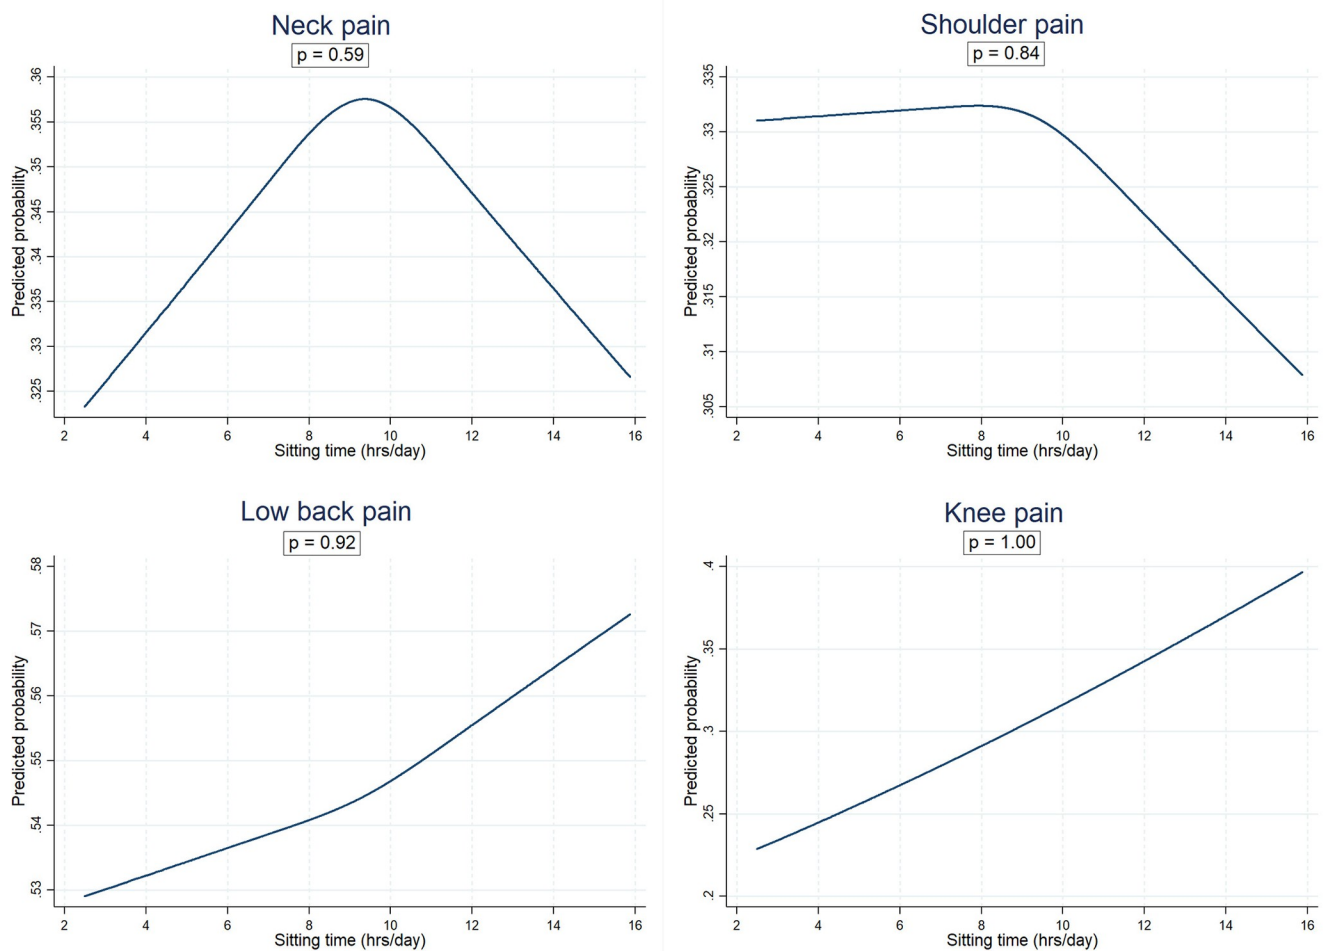 Neck pain
p = 0.59
Predicted probability
.36
.355
.35
.345
.34
.335
.33
.325
2 4 6 8 10 12 14 16
Sitting time (hrs/day)
Shoulder pain
p = 0.84
Predicted probability
.335
.33
.325
.32
.315
.31
.305
2 4 6 8 10 12 14 16
Sitting time (hrs/day)
Low back pain
p = 0.92
Predicted probability
.58
.57
.56
.55
.54
.53
2 4 6 8 10 12 14 16
Sitting time (hrs/day)
Knee pain
p = 1.00
Predicted probability
.4
.35
.3
.25
.2
2 4 6 8 10 12 14 16
Sitting time (hrs/day)